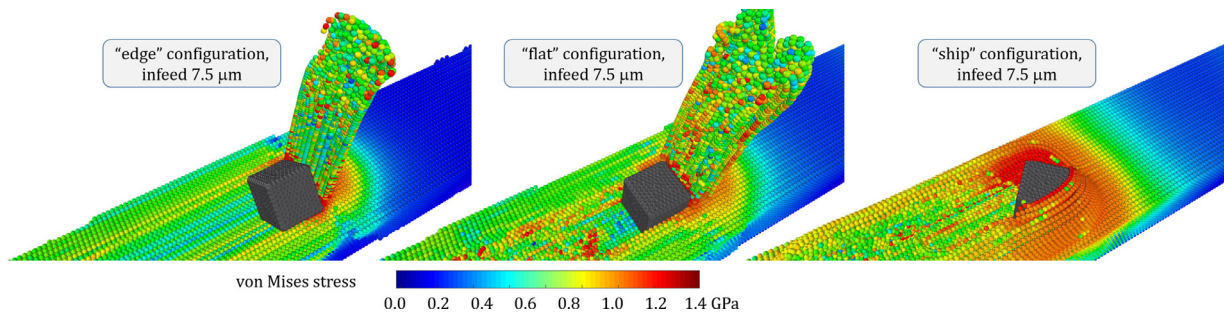 “edge” configuration,
infeed 7.5 μm
“flat” configuration,
infeed 7.5 μm
“ship” configuration,
infeed 7.5 μm
von Mises stress
0.0 0.2 0.4 0.6 0.8 1.0 1.2 1.4 GPa